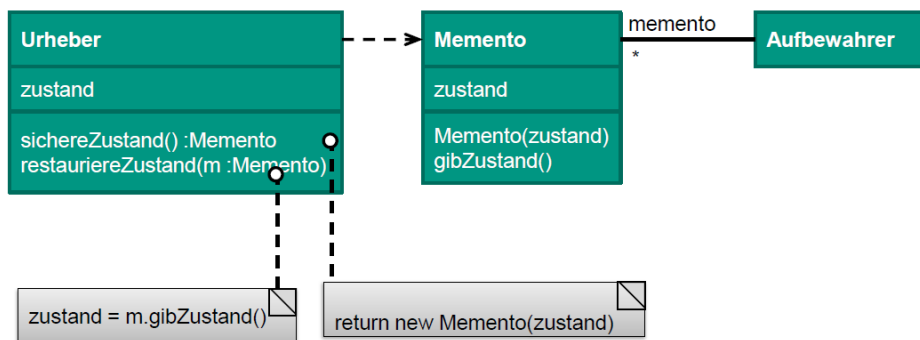 Urheber
zustand
sichereZustand() :Memento
restauriereZustand(m :Memento)
Memento
zustand
Memento(zustand)
gibZustand()
memento
*
Aufbewahrer
zustand = m.gibZustand()
return new Memento(zustand)